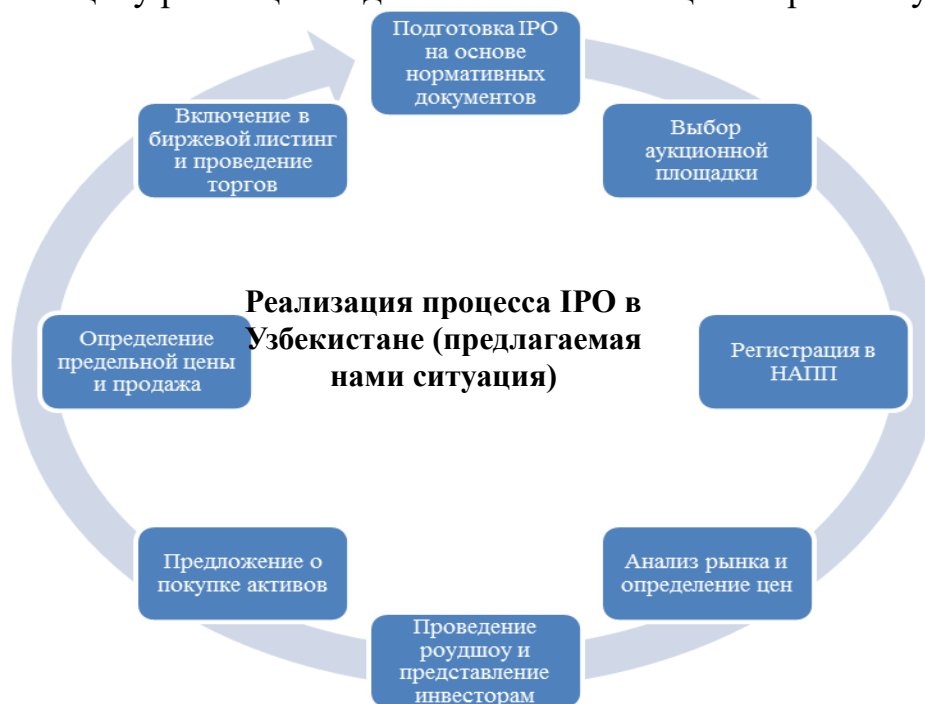 Подготовка IPO
на основе
нормативных
документов
Выбор
аукционной
площадки
Регистрация в
НАПП
Анализ рынка и
определение цен
Проведение
роудшоу и
представление
инвесторам
Предложение о
покупке активов
Определение
предельной цены
и продажа
Включение в
биржевой листинг
и проведение
торгов
Реализация процесса IPO в
Узбекистане (предлагаемая
нами ситуация)